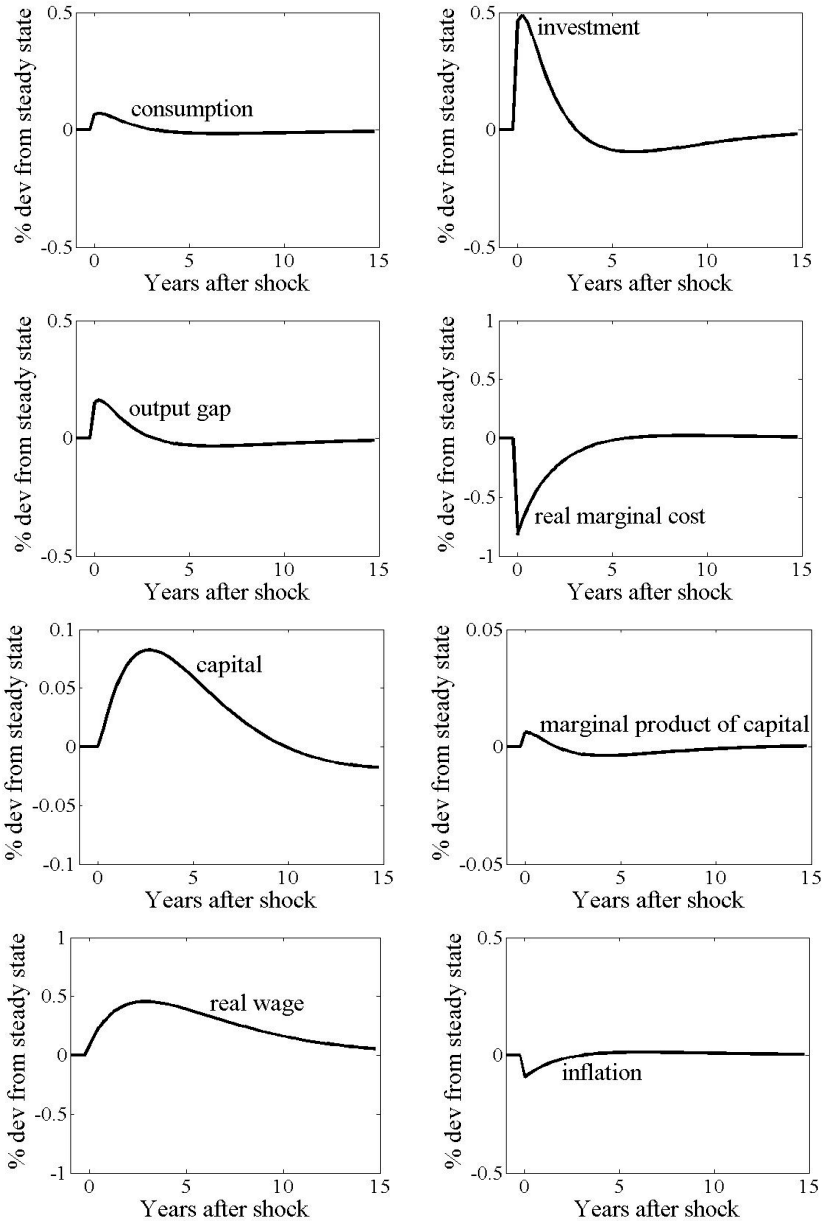 % dev from steady state
0.5
0
-0.5
consumption
0
5
10
15
Years after shock
% dev from steady state
0.5
0
-0.5
investment
0
5
10
15
Years after shock
% dev from steady state
0.5
0
-0.5
output gap
0
5
10
15
Years after shock
% dev from steady state
1
0.5
0
-0.5
-1
real marginal cost
0
5
10
15
Years after shock
% dev from steady state
0.1
0.05
0
-0.05
-0.1
capital
0
5
10
15
Years after shock
% dev from steady state
0.05
0
-0.05
marginal product of capital
0
5
10
15
Years after shock
% dev from steady state
1
0.5
0
-0.5
-1
real wage
0
5
10
15
Years after shock
% dev from steady state
0.5
0
-0.5
inflation
0
5
10
15
Years after shock